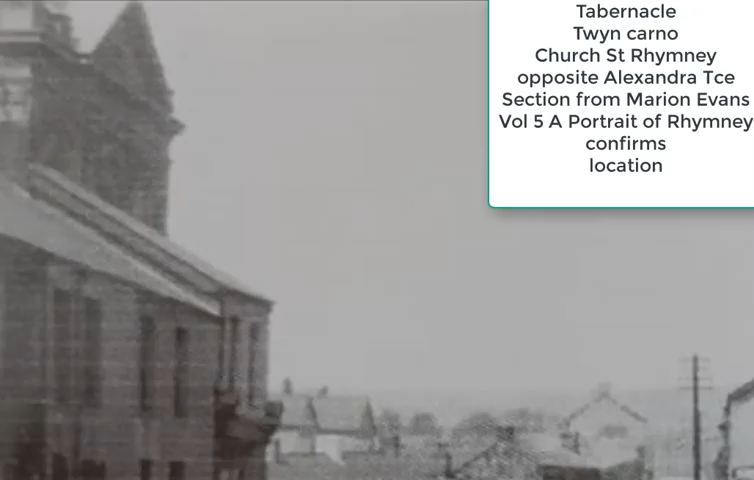 Tabernacle
Twyn carno
Church St Rhymney
opposite Alexandra Tce
Section from Marion Evans
Vol 5 A Portrait of Rhymney
confirms
location